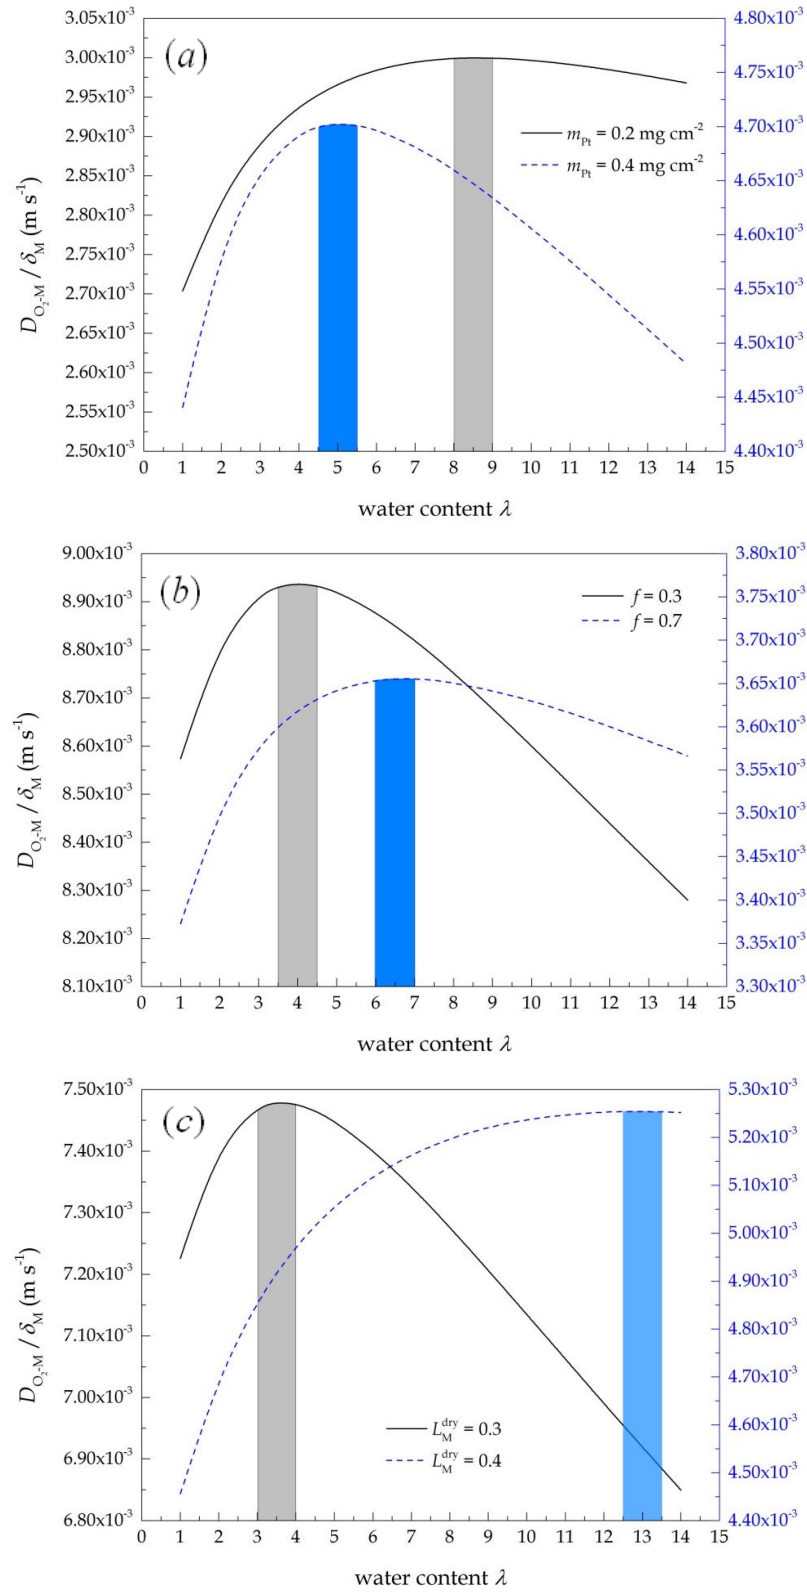 (a)
3.05x10⁻³
3.00x10⁻³
2.95x10⁻³
2.90x10⁻³
2.85x10⁻³
2.80x10⁻³
2.75x10⁻³
2.70x10⁻³
2.65x10⁻³
2.60x10⁻³
2.55x10⁻³
2.50x10⁻³
D_O₂-M / δ_M (m s⁻¹)
m_Pt = 0.2 mg cm⁻²
m_Pt = 0.4 mg cm⁻²
4.80x10⁻³
4.75x10⁻³
4.70x10⁻³
4.65x10⁻³
4.60x10⁻³
4.55x10⁻³
4.50x10⁻³
4.45x10⁻³
4.40x10⁻³
0 1 2 3 4 5 6 7 8 9 10 11 12 13 14 15
water content λ
(b)
9.00x10⁻³
8.90x10⁻³
8.80x10⁻³
8.70x10⁻³
8.60x10⁻³
8.50x10⁻³
8.40x10⁻³
8.30x10⁻³
8.20x10⁻³
8.10x10⁻³
D_O₂-M / δ_M (m s⁻¹)
f = 0.3
f = 0.7
3.80x10⁻³
3.75x10⁻³
3.70x10⁻³
3.65x10⁻³
3.60x10⁻³
3.55x10⁻³
3.50x10⁻³
3.45x10⁻³
3.40x10⁻³
3.35x10⁻³
3.30x10⁻³
0 1 2 3 4 5 6 7 8 9 10 11 12 13 14 15
water content λ
(c)
7.50x10⁻³
7.40x10⁻³
7.30x10⁻³
7.20x10⁻³
7.10x10⁻³
7.00x10⁻³
6.90x10⁻³
6.80x10⁻³
D_O₂-M / δ_M (m s⁻¹)
L_M^dry = 0.3
L_M^dry = 0.4
5.30x10⁻³
5.20x10⁻³
5.10x10⁻³
5.00x10⁻³
4.90x10⁻³
4.80x10⁻³
4.70x10⁻³
4.60x10⁻³
4.50x10⁻³
4.40x10⁻³
0 1 2 3 4 5 6 7 8 9 10 11 12 13 14 15
water content λ